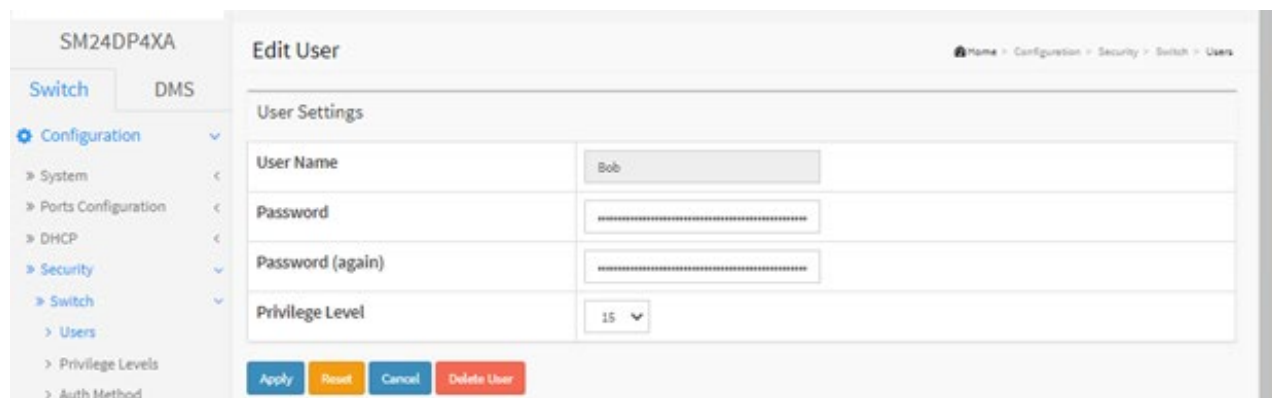 SM24DP4XA
Switch DMS
Configuration
» System
» Ports Configuration
» DHCP
» Security
» Switch
> Users
> Privilege Levels
> Auth Method
Edit User
Home > Configuration > Security > Switch > Users
User Settings
User Name Bob
Password ••••••••••••••••••••••••••••••••••••••••••••••••
Password (again) ••••••••••••••••••••••••••••••••••••••••••••••••
Privilege Level 15
Apply Reset Cancel Delete User